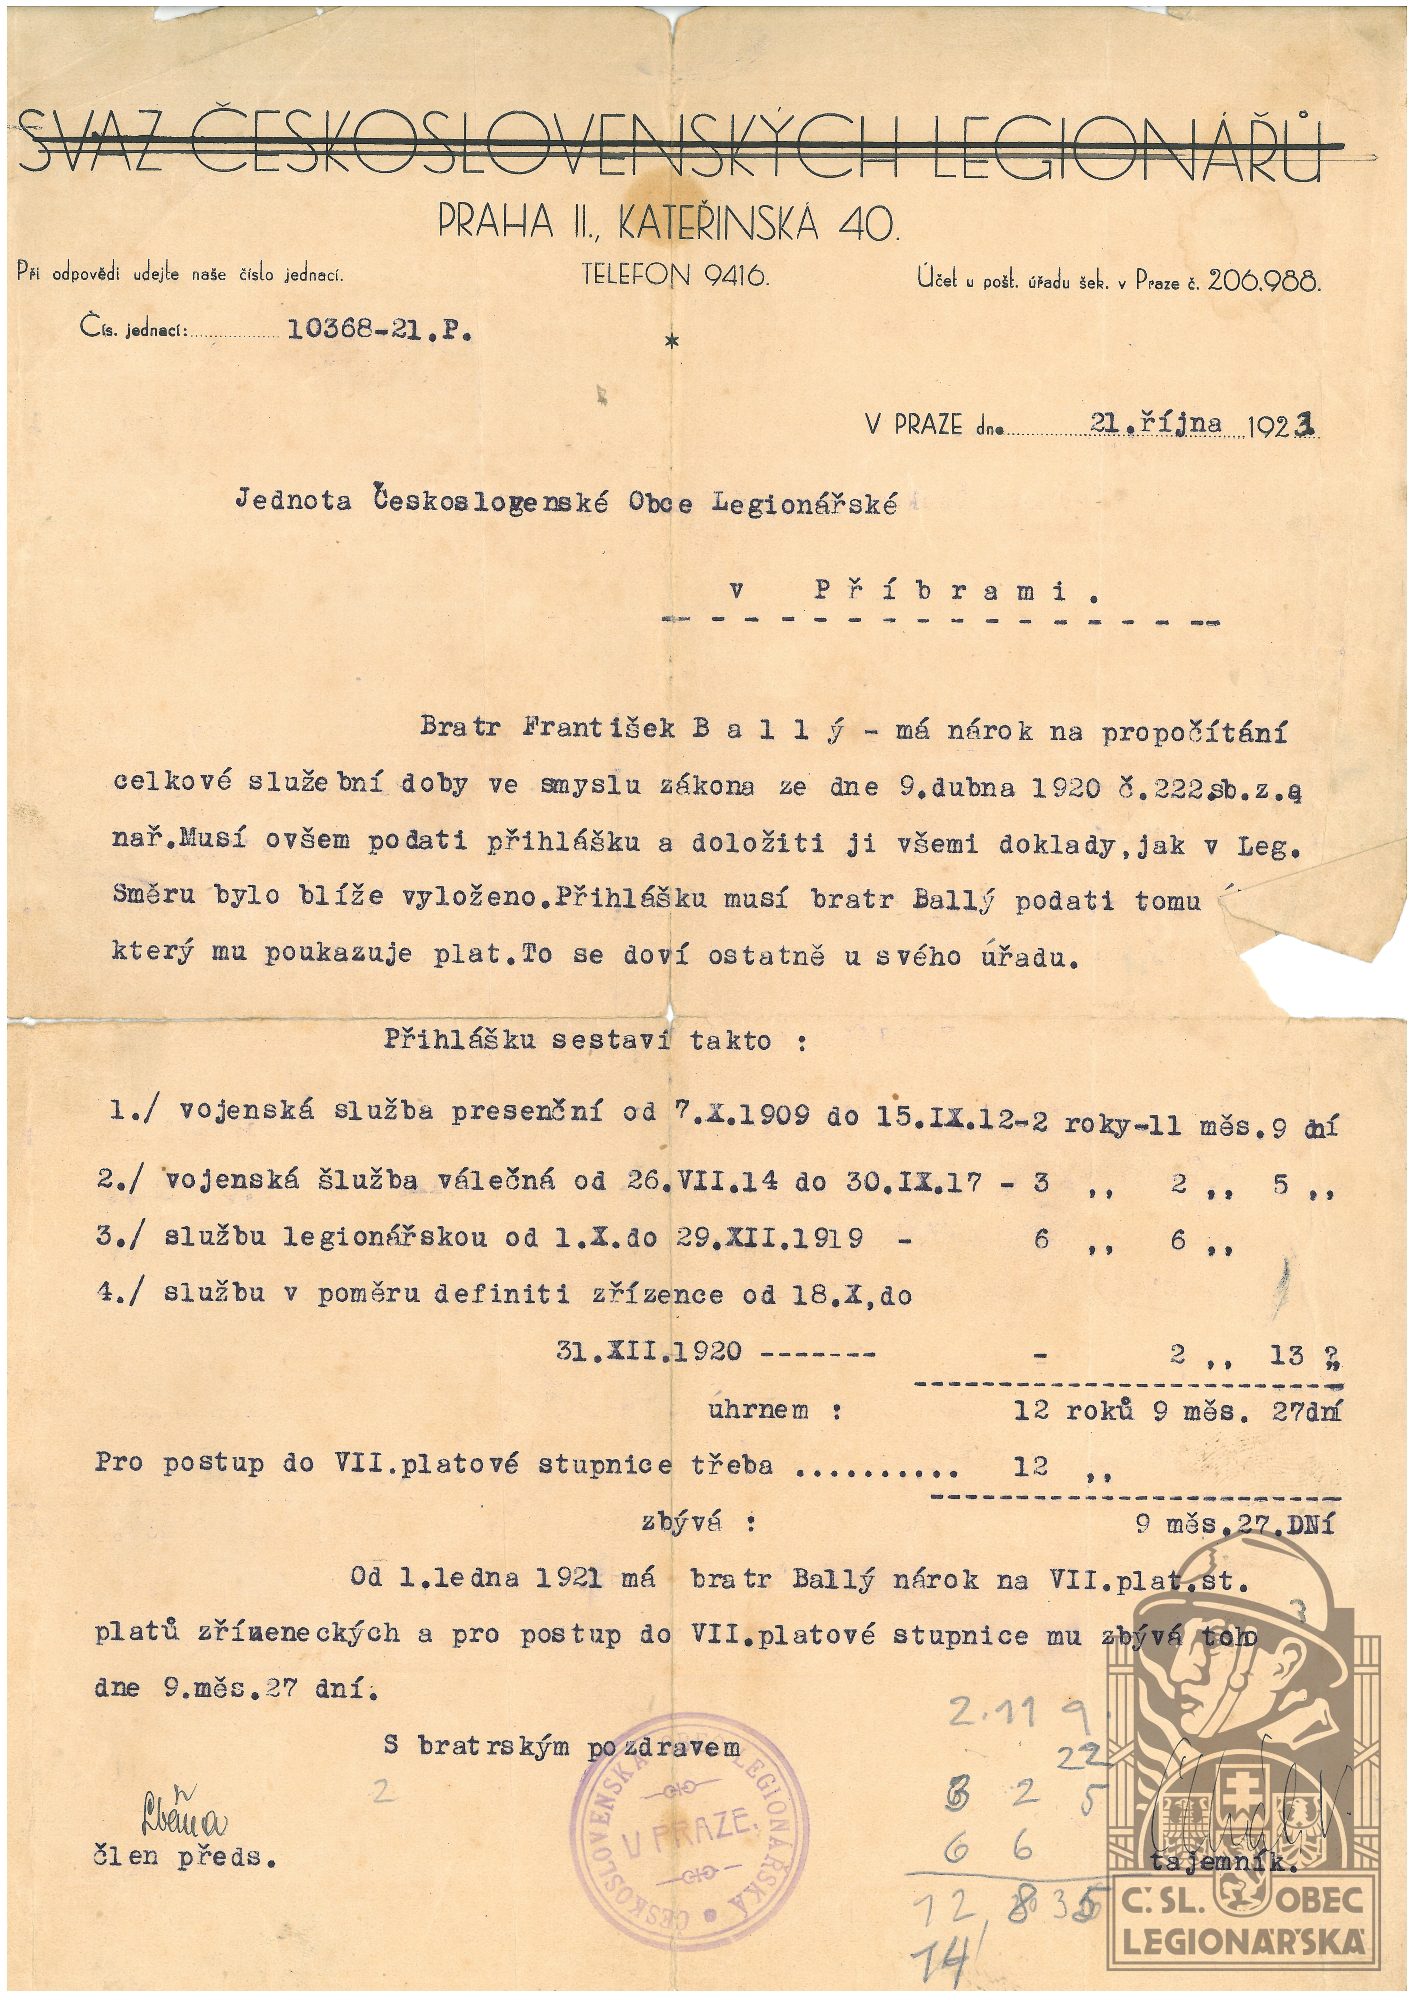 SVAZ ČESKOSLOVENSKÝCH LEGIONÁŘŮ
PRAHA II., KATEŘINSKÁ 40.
Při odpovědi udejte naše číslo jednací. TELEFON 9416. Účet u pošt. úřadu šek. v Praze č. 206.988.
Čís. jednací: 10368-21.P.
*
V PRAZE dne 21.října 1921
Jednota Československé Obce Legionářské
v Příbrami.
Bratr František B a l l ý - má nárok na propočítání
celkové služební doby ve smyslu zákona ze dne 9.dubna 1920 č.222.sb.z.a
nař.Musí ovšem podati přihlášku a doložiti ji všemi doklady,jak v Leg.
Směru bylo blíže vyloženo.Přihlášku musí bratr Ballý podati tomu
který mu poukazuje plat.To se doví ostatně u svého úřadu.
Přihlášku sestaví takto :
1./ vojenská služba presenční od 7.X.1909 do 15.IX.12-2 roky-11 měs.9 dní
2./ vojenská šlužba válečná od 26.VII.14 do 30.IX.17 - 3 ,, 2 ,, 5 ,,
3./ službu legionářskou od 1.X.do 29.XII.1919 - 6 ,, 6 ,,
4./ službu v poměru definiti zřízence od 18.X,do
31.XII.1920 ------- - 2 ,, 13 ,,
úhrnem : 12 roků 9 měs. 27dní
Pro postup do VII.platové stupnice třeba .......... 12 ,,
zbývá : 9 měs.27.DNí
Od 1.ledna 1921 má bratr Ballý nárok na VII.plat.st.
platů zřízeneckých a pro postup do VII.platové stupnice mu zbývá toho
dne 9.měs.27 dní.
S bratrským pozdravem
2.11 9.
22
3 2 5
6 6
12 8 35
14
2
člen předs.
tajemník.
ČESKOSLOVENSKÁ OBEC LEGIONÁŘSKÁ
V PRAZE.
Č.SL. OBEC
LEGIONÁŘSKÁ